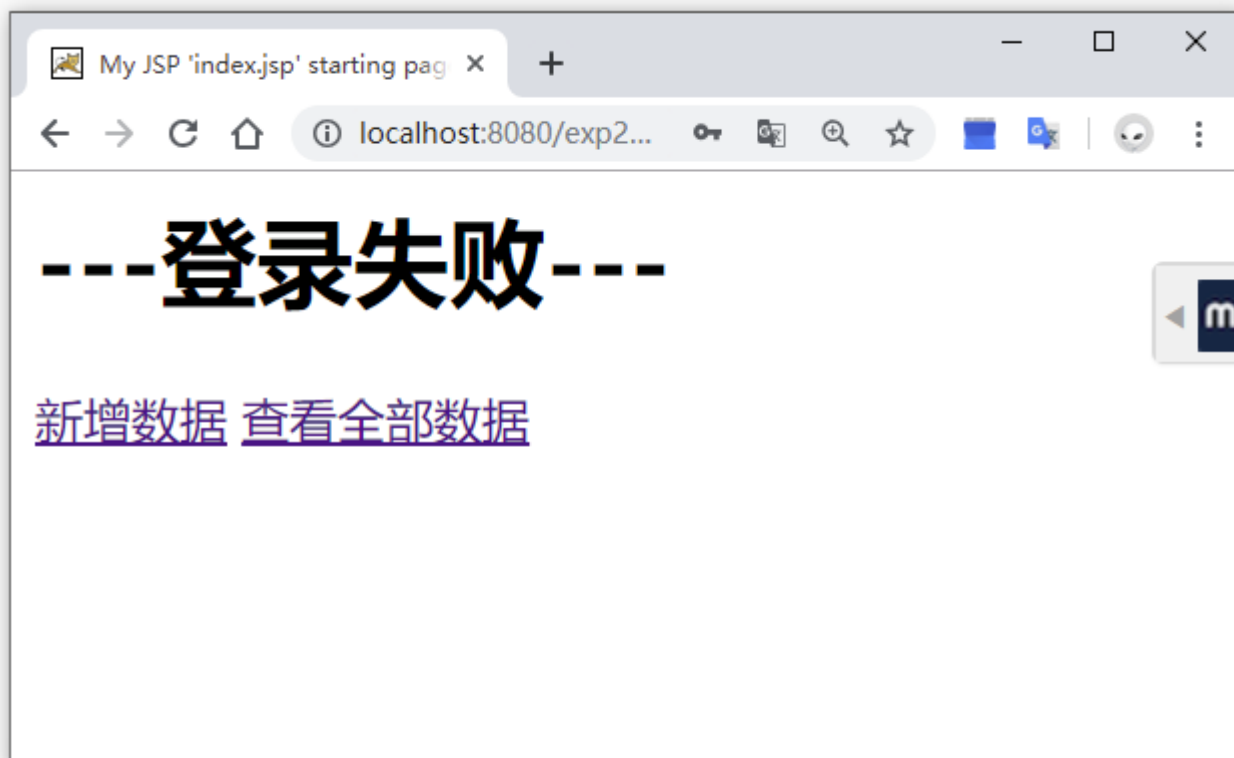 My JSP 'index.jsp' starting pag
localhost:8080/exp2...
---登录失败---
新增数据 查看全部数据
m